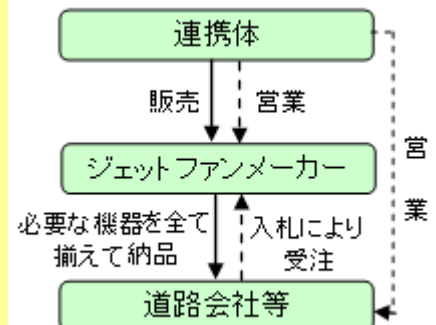 連携体
販売
営業
営業
ジェットファンメーカー
必要な機器を全て
揃えて納品
入札により
受注
道路会社等